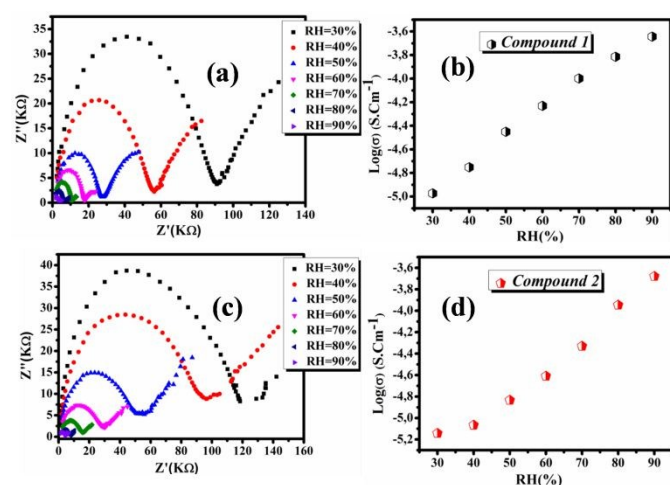 (a)
Z''(KΩ)
35
30
25
20
15
10
5
0
RH=30%
RH=40%
RH=50%
RH=60%
RH=70%
RH=80%
RH=90%
0 20 40 60 80 100 120 140
Z'(KΩ)
(b)
Compound 1
Log(σ) (S.Cm-1)
-3,6
-3,8
-4,0
-4,2
-4,4
-4,6
-4,8
-5,0
30 40 50 60 70 80 90
RH(%)
(c)
Z''(KΩ)
40
35
30
25
20
15
10
5
0
RH=30%
RH=40%
RH=50%
RH=60%
RH=70%
RH=80%
RH=90%
0 20 40 60 80 100 120 140 160
Z'(KΩ)
(d)
Compound 2
Log(σ) (S.Cm-1)
-3,6
-3,8
-4,0
-4,2
-4,4
-4,6
-4,8
-5,0
-5,2
30 40 50 60 70 80 90
RH(%)